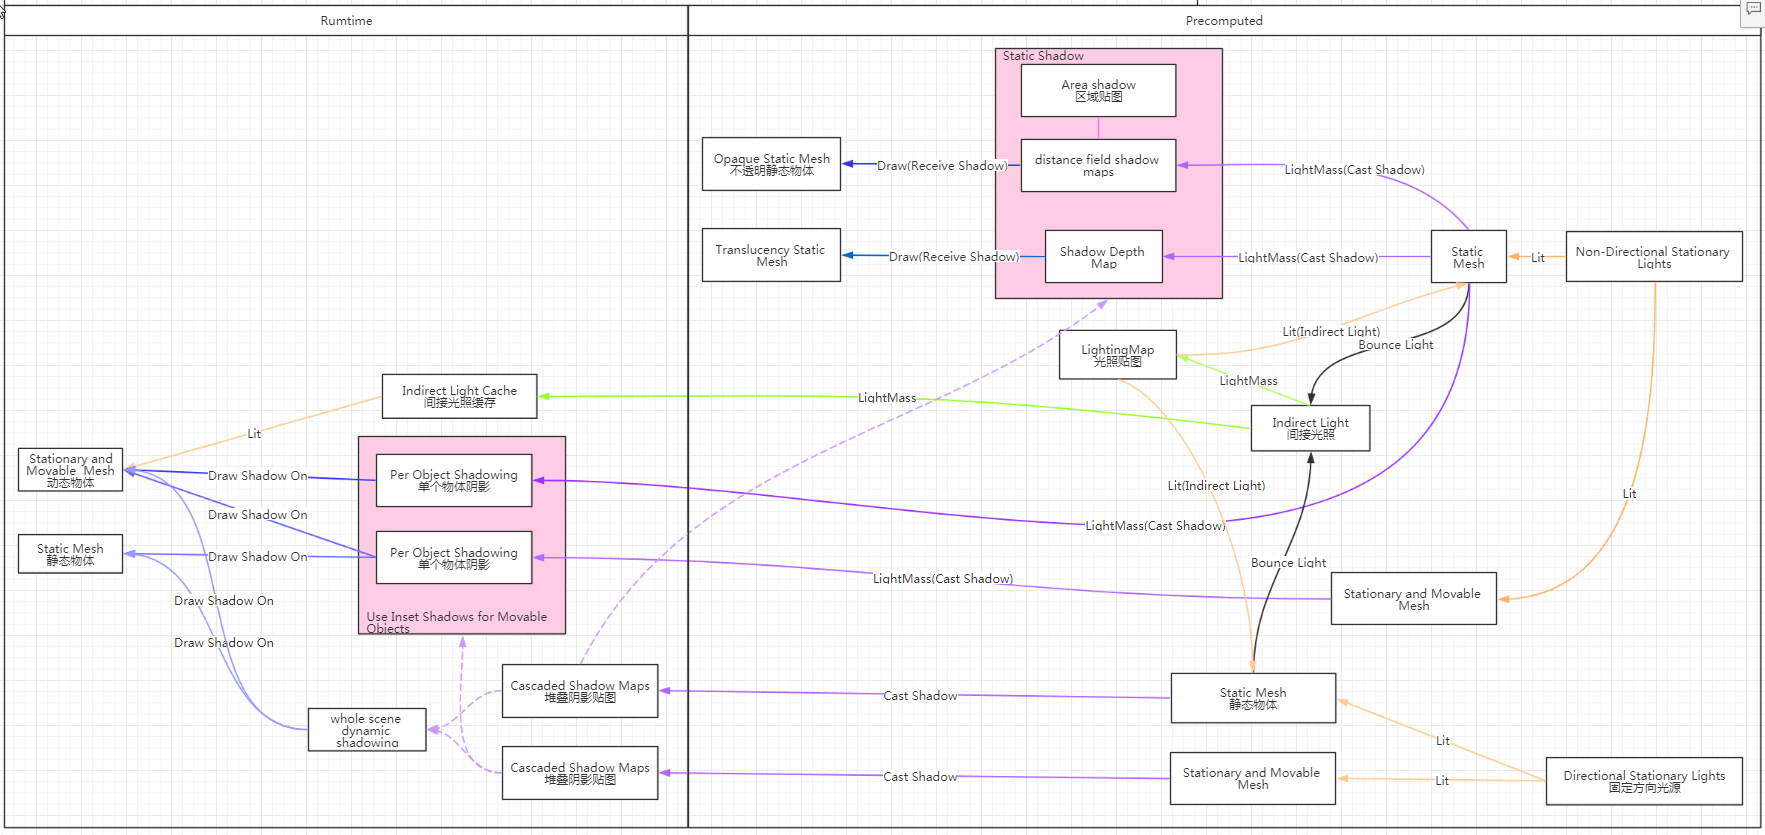 Rumtime
Precomputed
Static Shadow
Area shadow
区域贴图
Opaque Static Mesh
不透明静态物体
Draw(Receive Shadow)
distance field shadow
maps
LightMass(Cast Shadow)
Translucency Static
Mesh
Draw(Receive Shadow)
Shadow Depth
Map
LightMass(Cast Shadow)
Static
Mesh
Lit
Non-Directional Stationary
Lights
LightingMap
光照贴图
Lit(Indirect Light)
Bounce Light
LightMass
Indirect Light Cache
间接光照缓存
LightMass
Indirect Light
间接光照
Lit
Stationary and
Movable Mesh
动态物体
Draw Shadow On
Per Object Shadowing
单个物体阴影
Lit(Indirect Light)
Lit
Draw Shadow On
LightMass(Cast Shadow)
Static Mesh
静态物体
Draw Shadow On
Per Object Shadowing
单个物体阴影
Bounce Light
LightMass(Cast Shadow)
Stationary and Movable
Mesh
Draw Shadow On
Use Inset Shadows for Movable
Objects
Draw Shadow On
Cascaded Shadow Maps
堆叠阴影贴图
Cast Shadow
Static Mesh
静态物体
whole scene
dynamic
shadowing
Lit
Cascaded Shadow Maps
堆叠阴影贴图
Cast Shadow
Stationary and Movable
Mesh
Lit
Directional Stationary Lights
固定方向光源